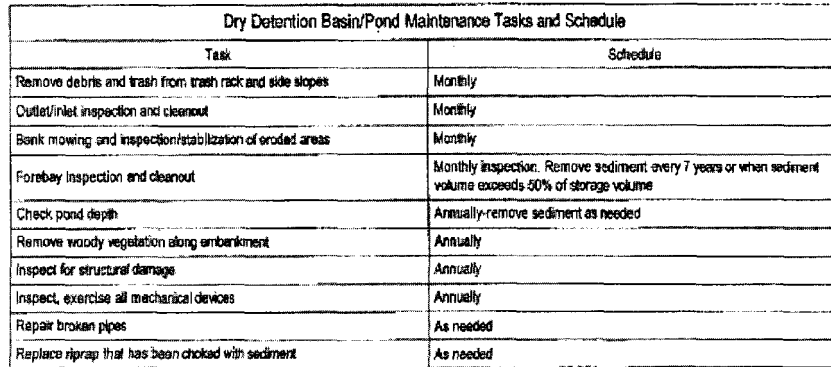 Dry Detention Basin/Pond Maintenance Tasks and Schedule
Task Schedule
Remove debris and trash from trash rack and side slopes Monthly
Outlet/inlet inspection and cleanout Monthly
Bank mowing and inspection/stabilization of eroded areas Monthly
Forebay inspection and cleanout Monthly inspection. Remove sediment every 7 years or when sediment
volume exceeds 50% of storage volume
Check pond depth Annually-remove sediment as needed
Remove woody vegetation along embankment Annually
Inspect for structural damage Annually
Inspect, exercise all mechanical devices Annually
Repair broken pipes As needed
Replace riprap that has been choked with sediment As needed